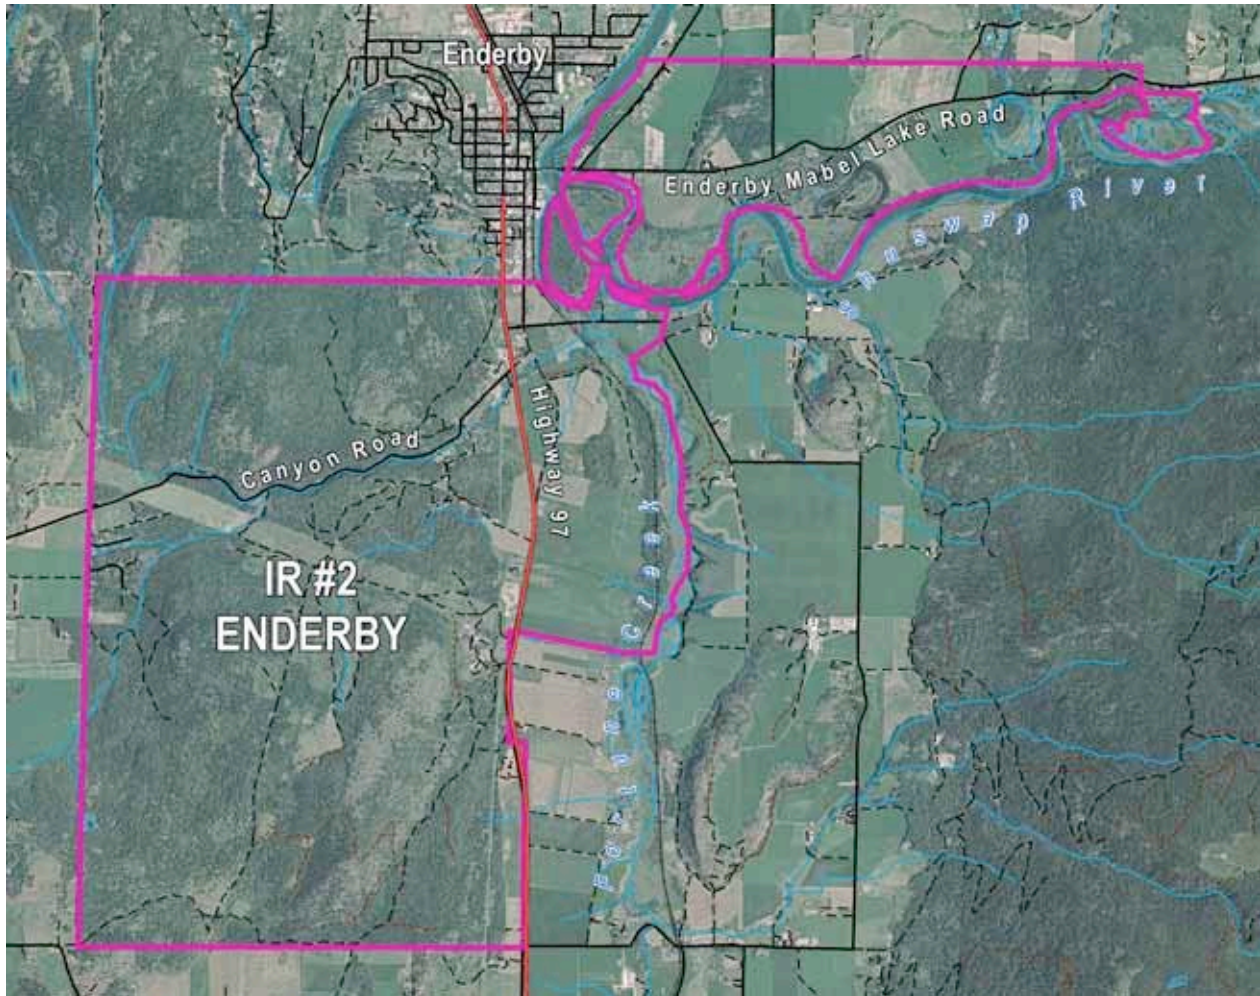 Enderby
Enderby Mabel Lake Road
Shuswap River
Canyon Road
Highway 97
IR #2
ENDERBY
Fortune Creek